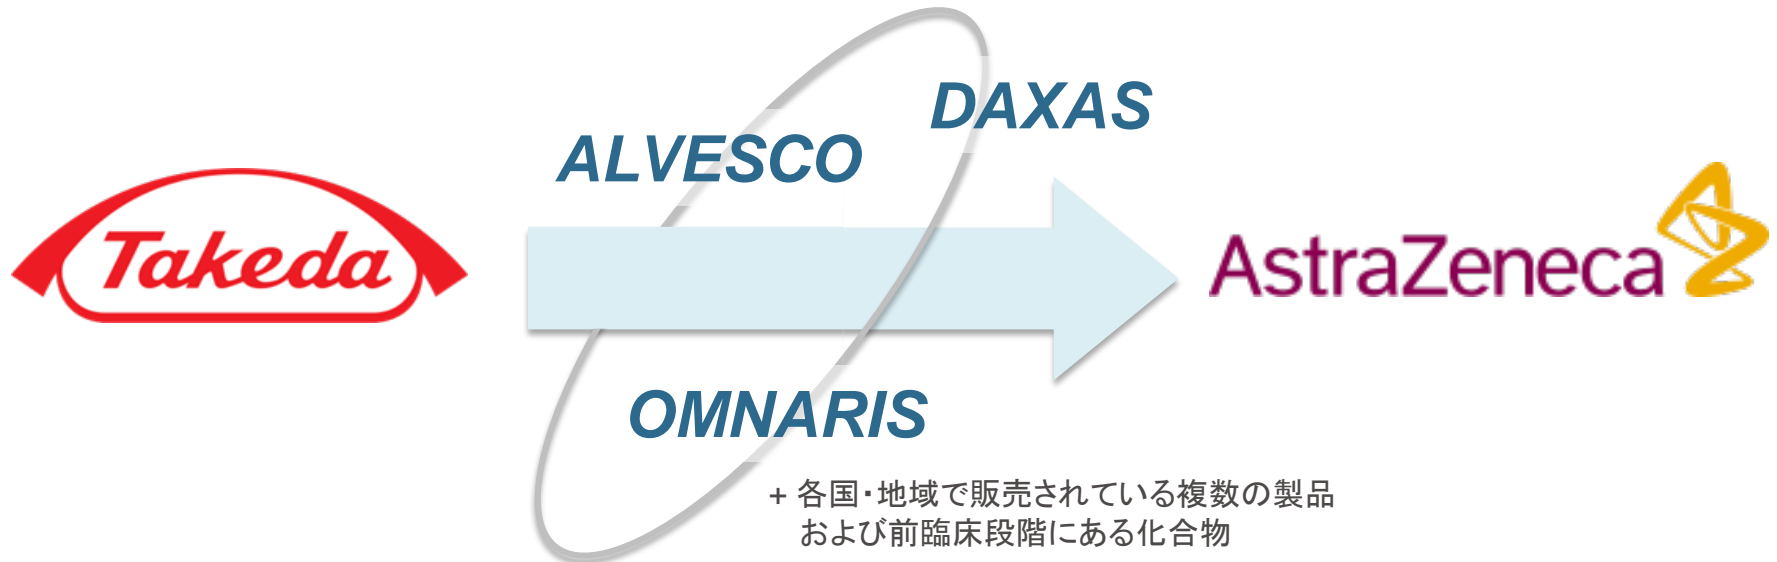 DAXAS
ALVESCO
Takeda
AstraZeneca
OMNARIS
+ 各国・地域で販売されている複数の製品
および前臨床段階にある化合物